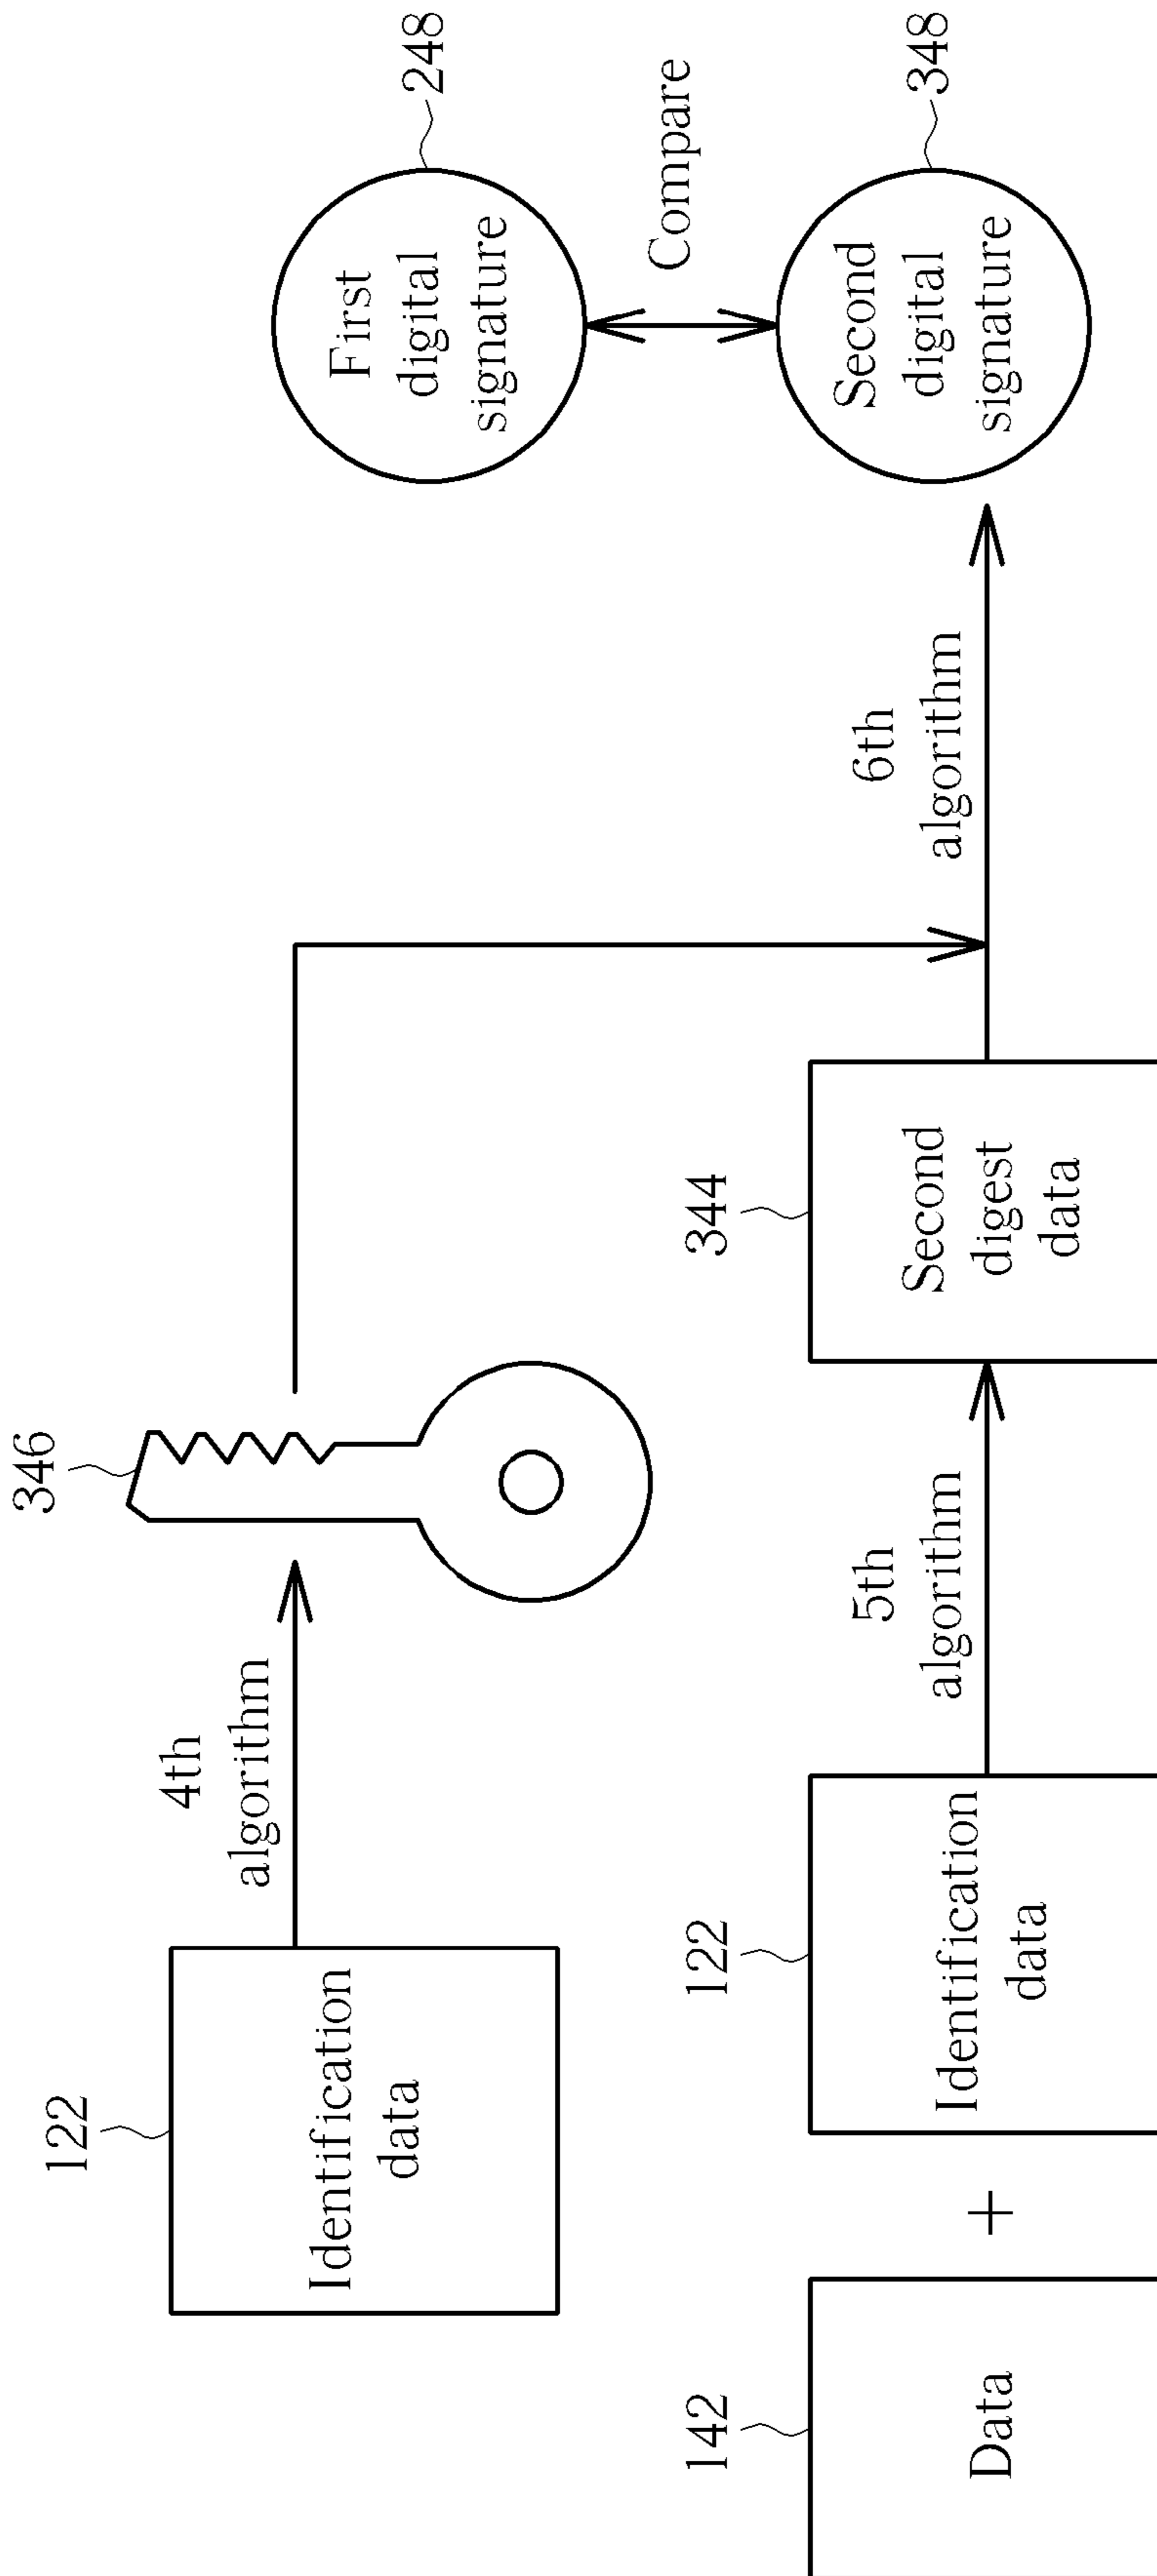 122
Identification
data
4th
algorithm
346
142
Data
+
122
Identification
data
5th
algorithm
344
Second
digest
data
6th
algorithm
First
digital
signature
248
Compare
Second
digital
signature
348